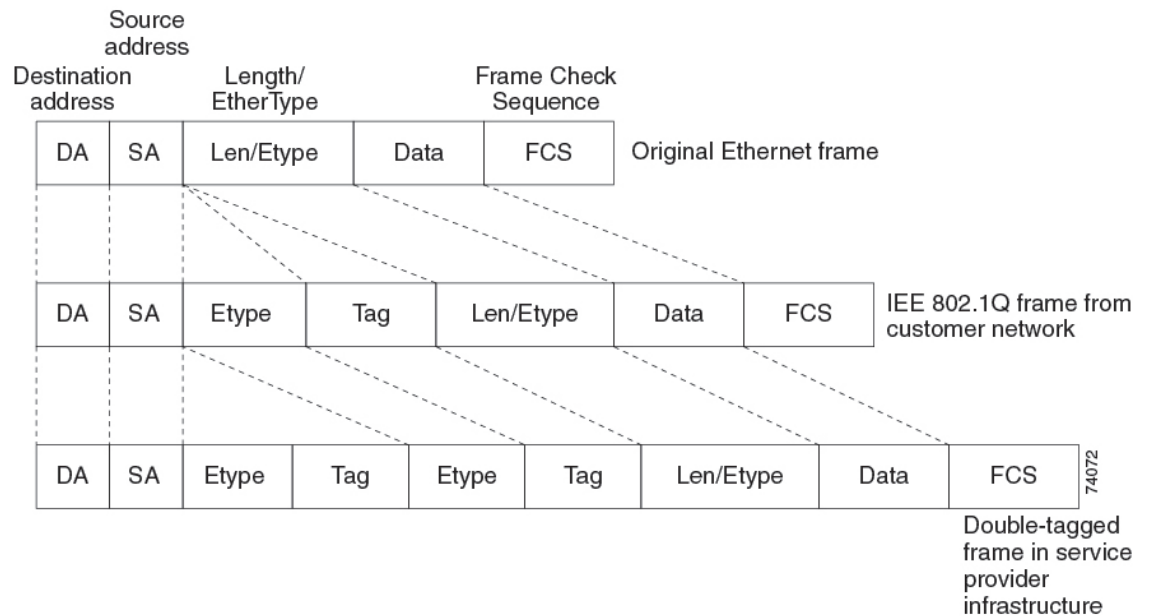 Source
address
Destination
address
Length/
EtherType
Frame Check
Sequence
DA SA Len/Etype Data FCS Original Ethernet frame
DA SA Etype Tag Len/Etype Data FCS
IEE 802.1Q frame from
customer network
DA SA Etype Tag Etype Tag Len/Etype Data FCS
74072
Double-tagged
frame in service
provider
infrastructure